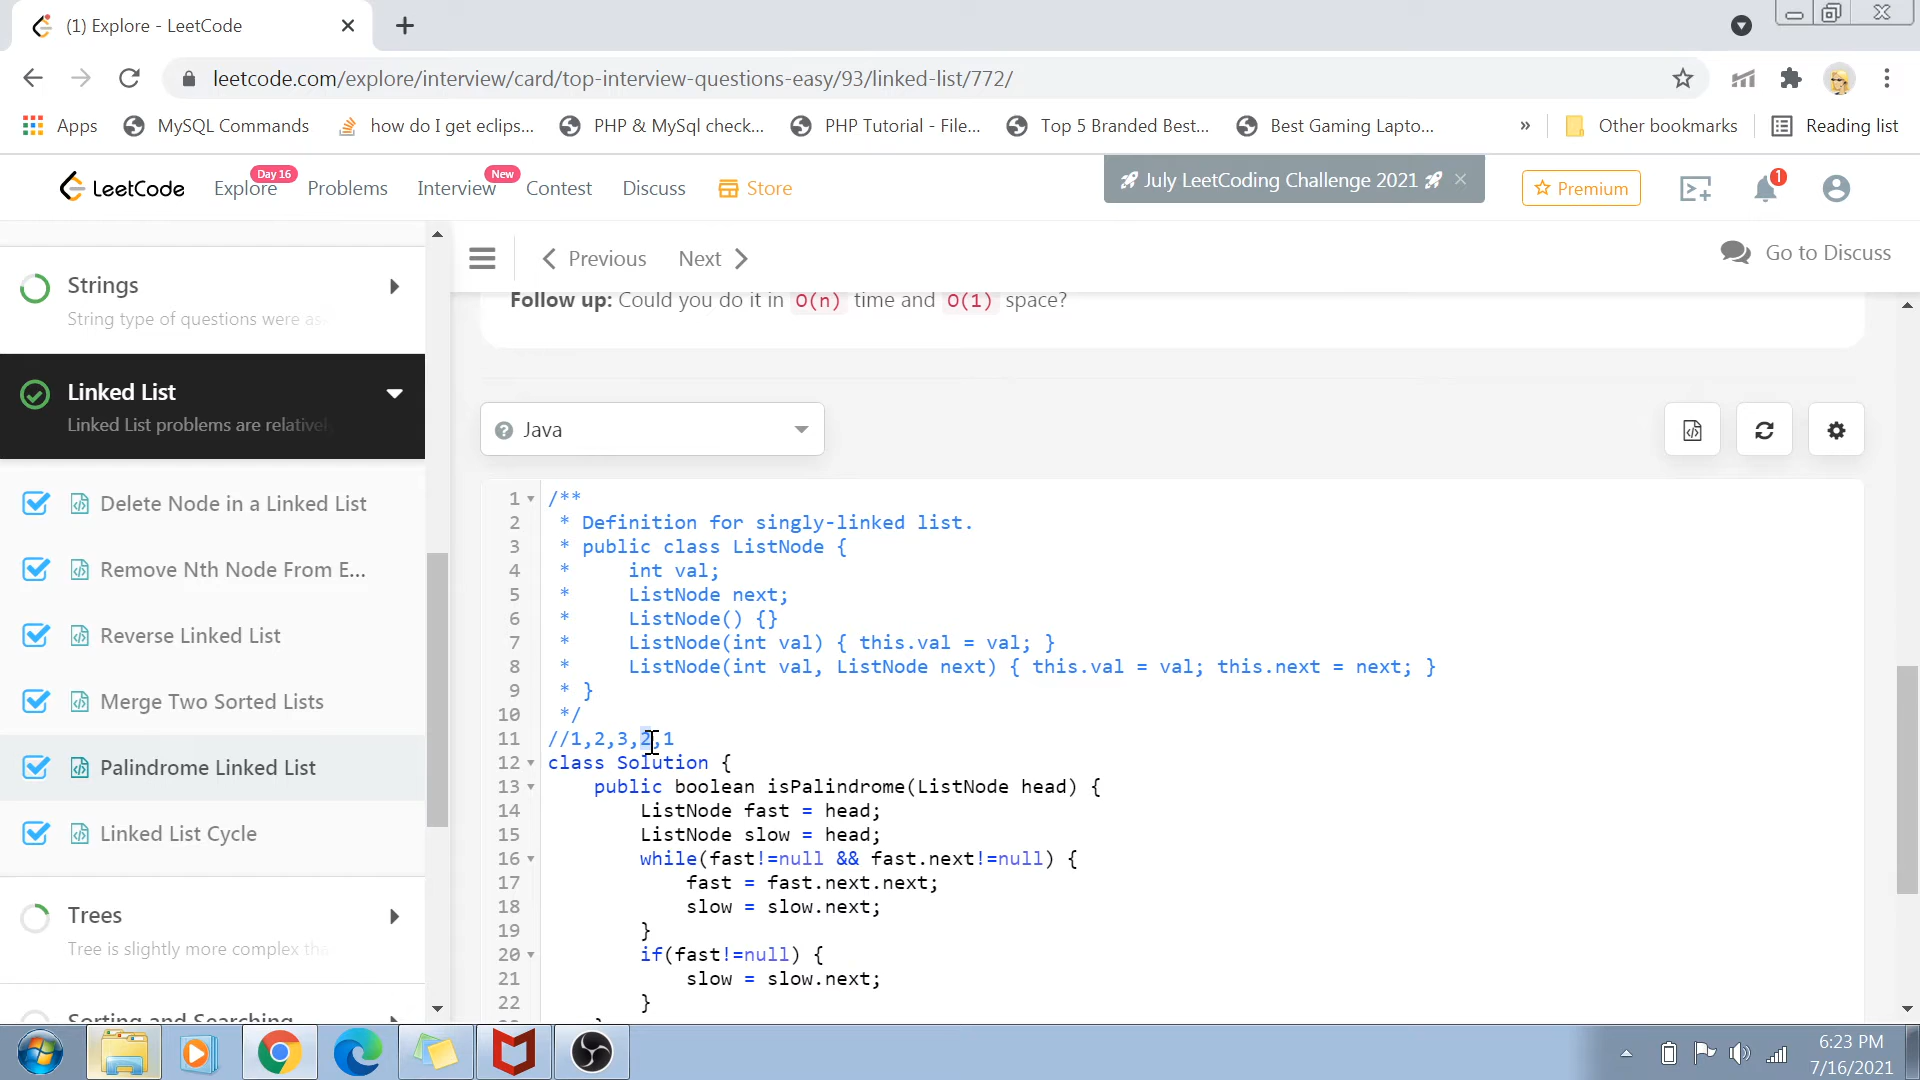 (1) Explore - LeetCode
leetcode.com/explore/interview/card/top-interview-questions-easy/93/linked-list/772/
Apps MySQL Commands how do I get eclips... PHP & MySql check... PHP Tutorial - File... Top 5 Branded Best... Best Gaming Lapto... » Other bookmarks Reading list
LeetCode Explore Day 16 Problems Interview New Contest Discuss Store July LeetCoding Challenge 2021 Premium 1
Previous Next Go to Discuss
Strings
String type of questions were as
Linked List
Linked List problems are relative
Delete Node in a Linked List
Remove Nth Node From E...
Reverse Linked List
Merge Two Sorted Lists
Palindrome Linked List
Linked List Cycle
Trees
Tree is slightly more complex tha
Sorting and Searching
Follow up: Could you do it in O(n) time and O(1) space?
Java
1 /**
2  * Definition for singly-linked list.
3  * public class ListNode {
4  *     int val;
5  *     ListNode next;
6  *     ListNode() {}
7  *     ListNode(int val) { this.val = val; }
8  *     ListNode(int val, ListNode next) { this.val = val; this.next = next; }
9  * }
10  */
11 //1,2,3,2,1
12 class Solution {
13     public boolean isPalindrome(ListNode head) {
14         ListNode fast = head;
15         ListNode slow = head;
16         while(fast!=null && fast.next!=null) {
17             fast = fast.next.next;
18             slow = slow.next;
19         }
20         if(fast!=null) {
21             slow = slow.next;
22         }
6:23 PM
7/16/2021